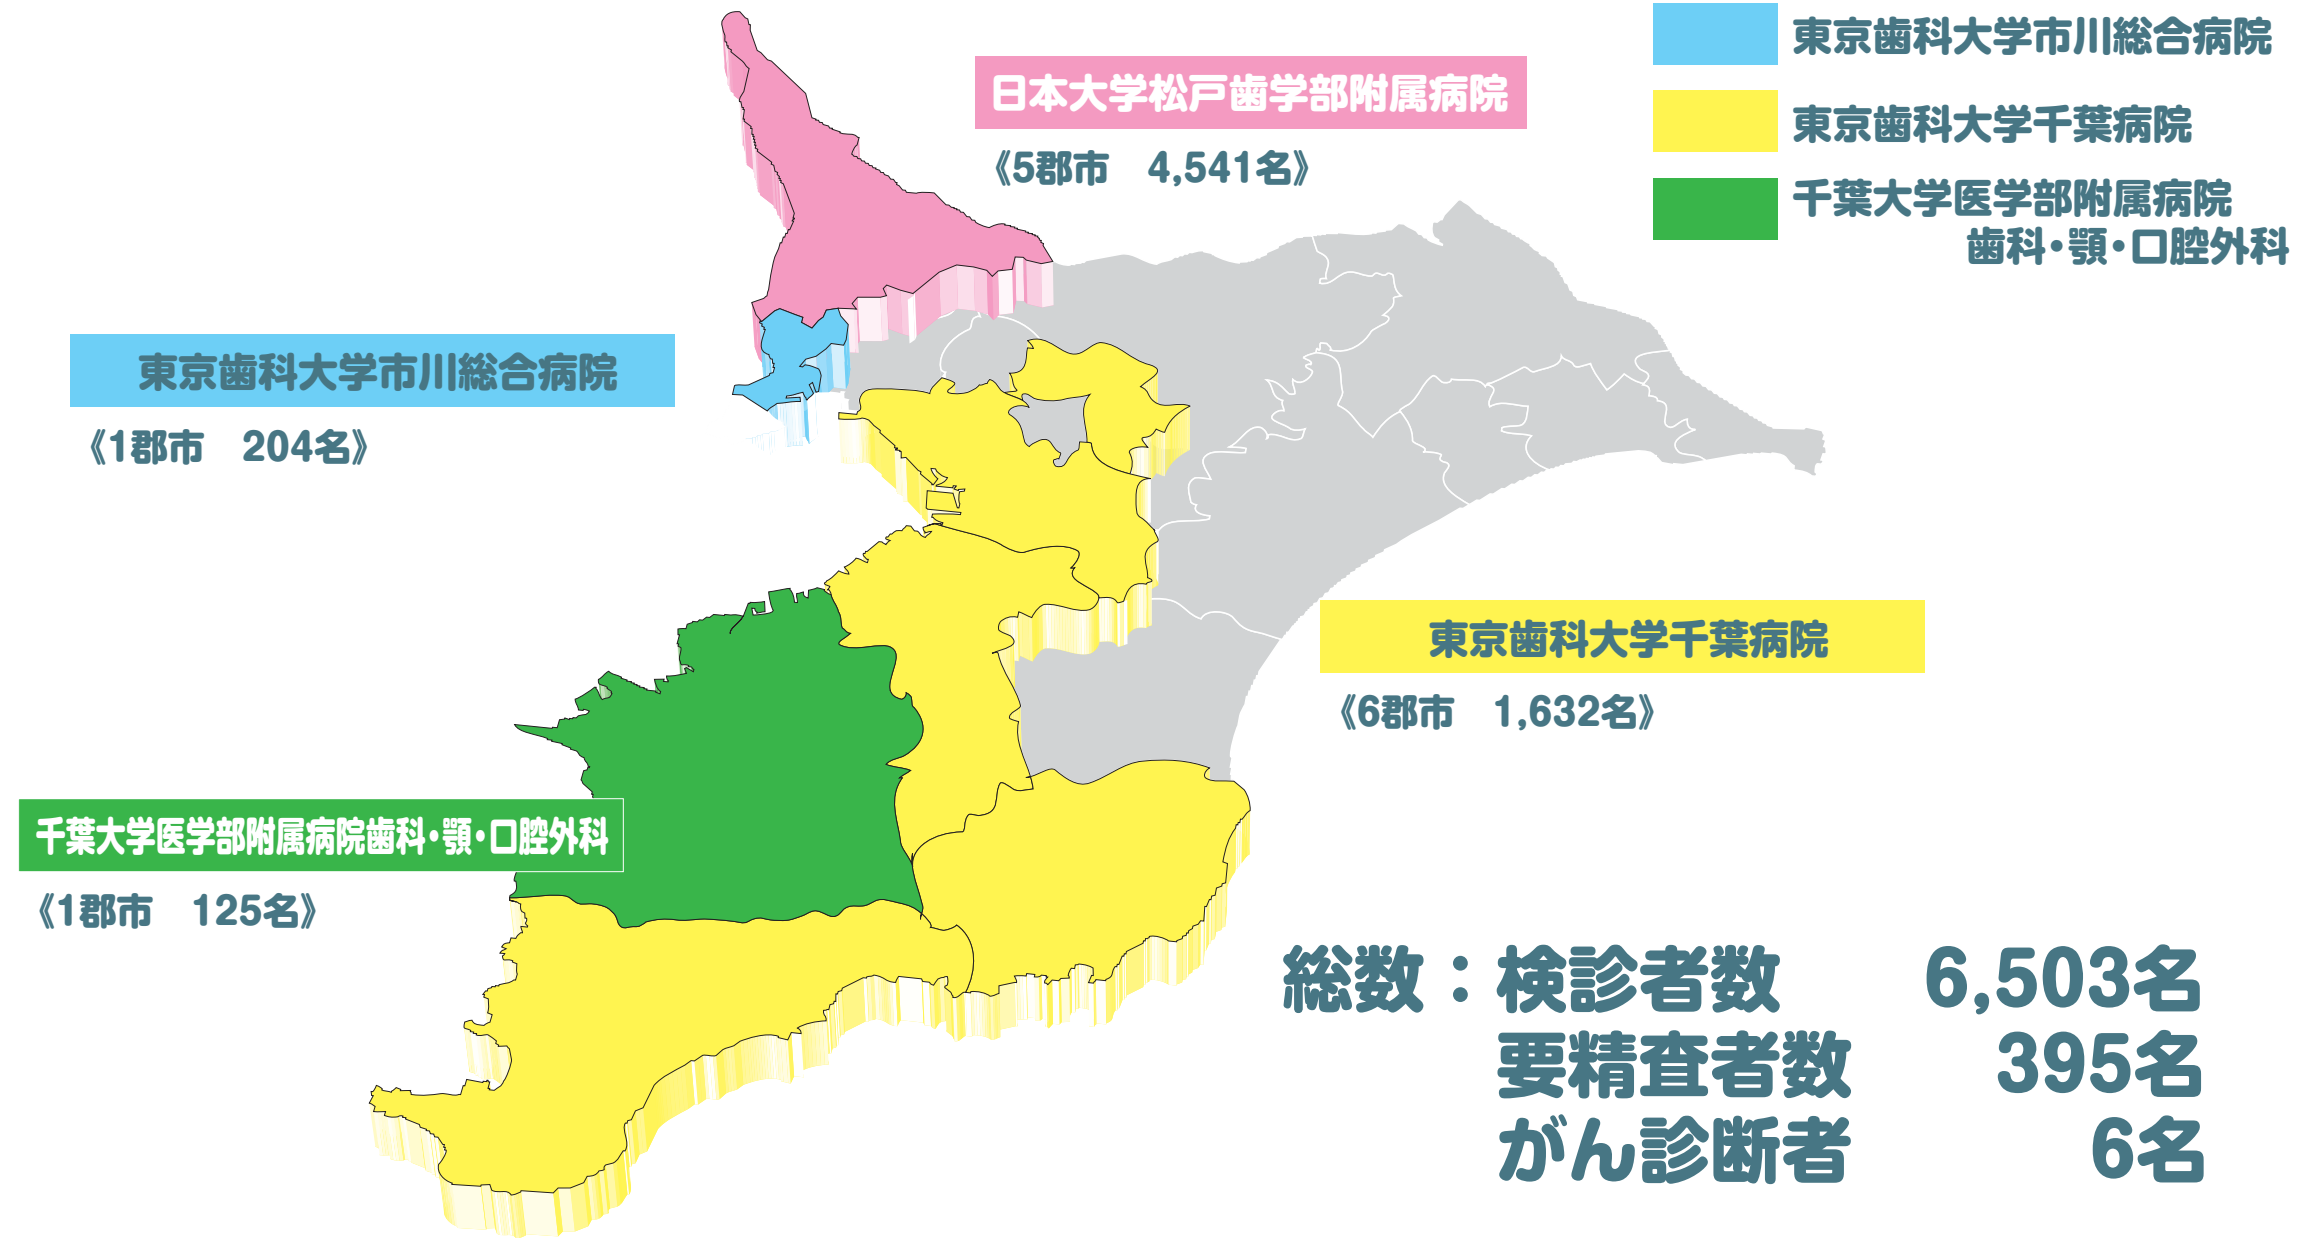 東京歯科大学市川総合病院
東京歯科大学千葉病院
千葉大学医学部附属病院
歯科・顎・口腔外科
日本大学松戸歯学部附属病院
《5郡市　4,541名》
東京歯科大学市川総合病院
《1郡市　204名》
東京歯科大学千葉病院
《6郡市　1,632名》
千葉大学医学部附属病院歯科・顎・口腔外科
《1郡市　125名》
総数：検診者数　6,503名
要精査者数　395名
がん診断者　6名